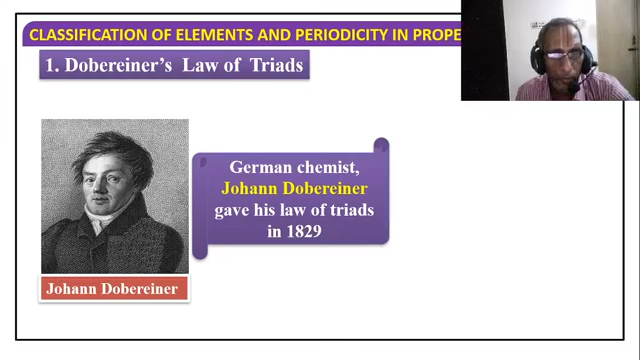 CLASSIFICATION OF ELEMENTS AND PERIODICITY IN
1. Dobereiner's Law of Triads
German chemist,
Johann Dobereiner
gave his law of triads
in 1829
Johann Dobereiner